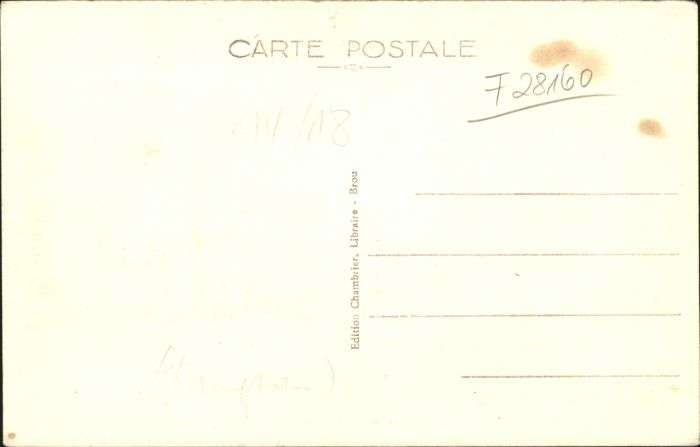 CARTE POSTALE
F 28160
Edition Chambrier, Libraire - Brou